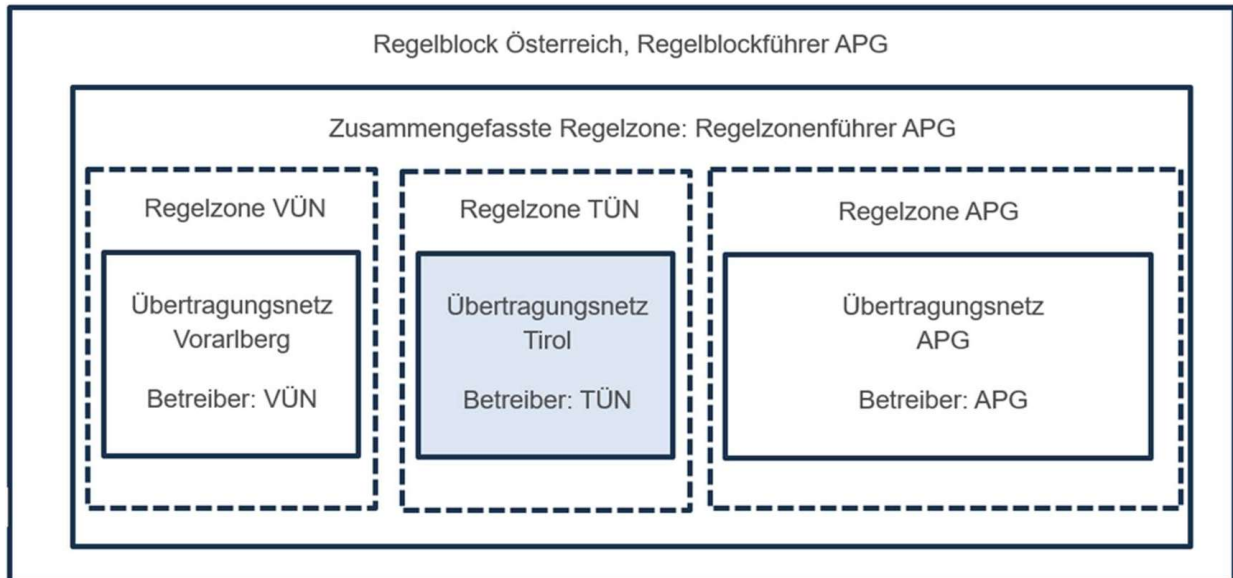 Regelblock Österreich, Regelblockführer APG
Zusammengefasste Regelzone: Regelzonenführer APG
Regelzone VÜN
Übertragungsnetz
Vorarlberg
Betreiber: VÜN
Regelzone TÜN
Übertragungsnetz
Tirol
Betreiber: TÜN
Regelzone APG
Übertragungsnetz
APG
Betreiber: APG